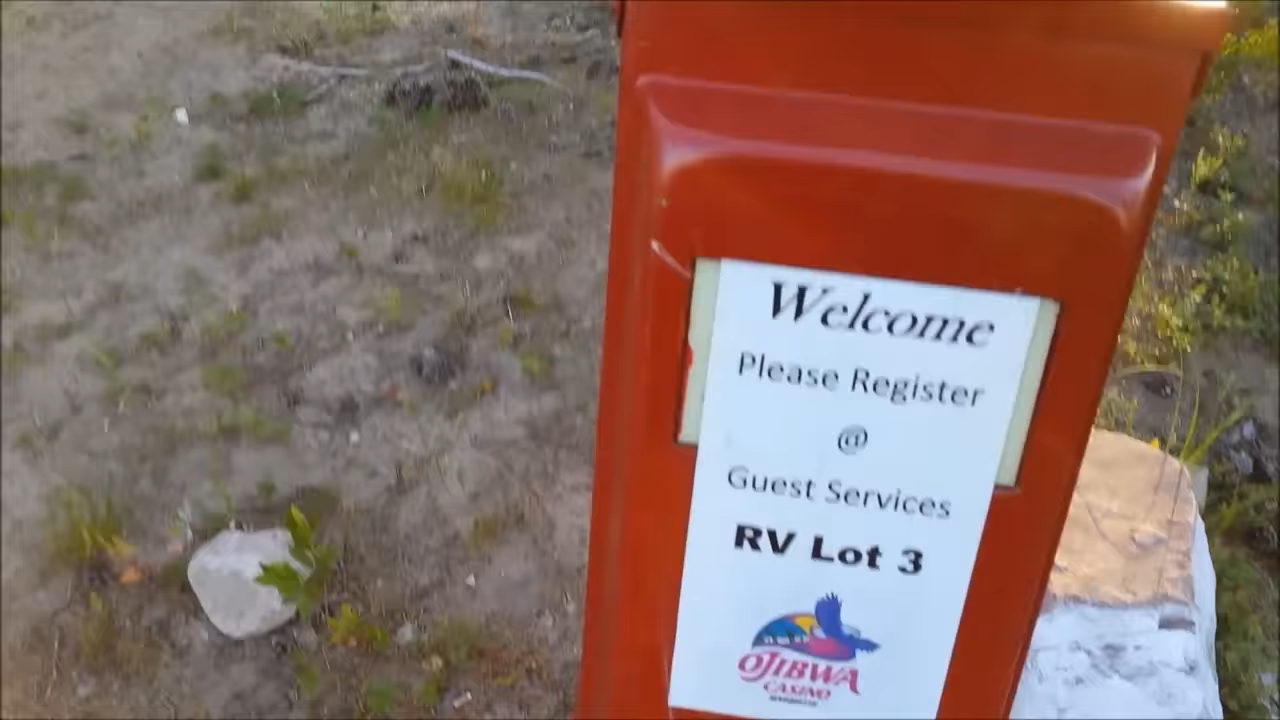 Welcome
Please Register
@
Guest Services
RV Lot 3
OJIBWA
CASINO